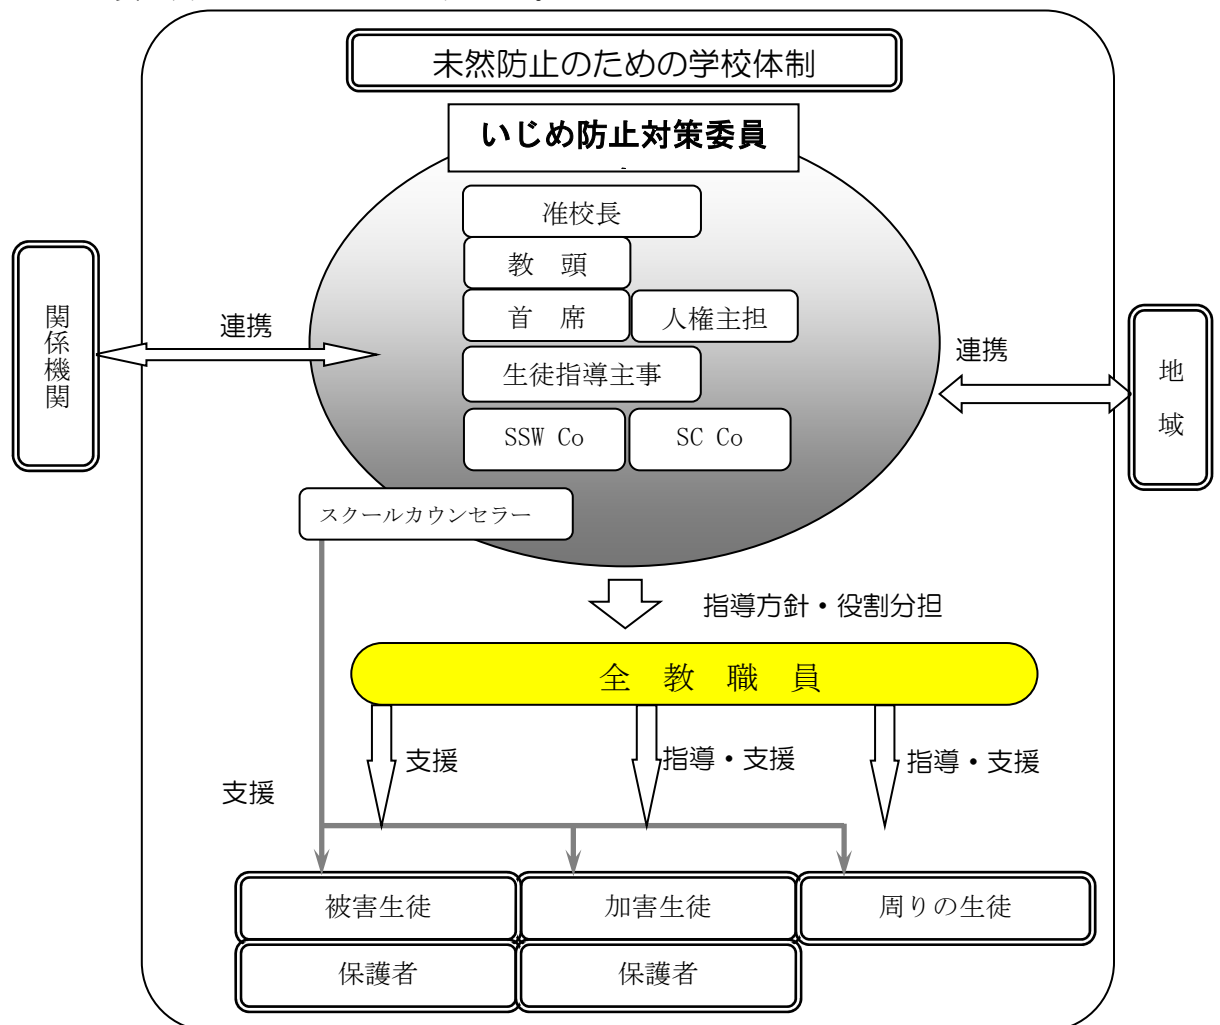 未然防止のための学校体制
いじめ防止対策委員
准校長
教　頭
首　席
人権主担
生徒指導主事
SSW Co
SC Co
スクールカウンセラー
関係機関
連携
連携
地域
指導方針・役割分担
全　教　職　員
支援
指導・支援
指導・支援
支援
被害生徒
加害生徒
周りの生徒
保護者
保護者